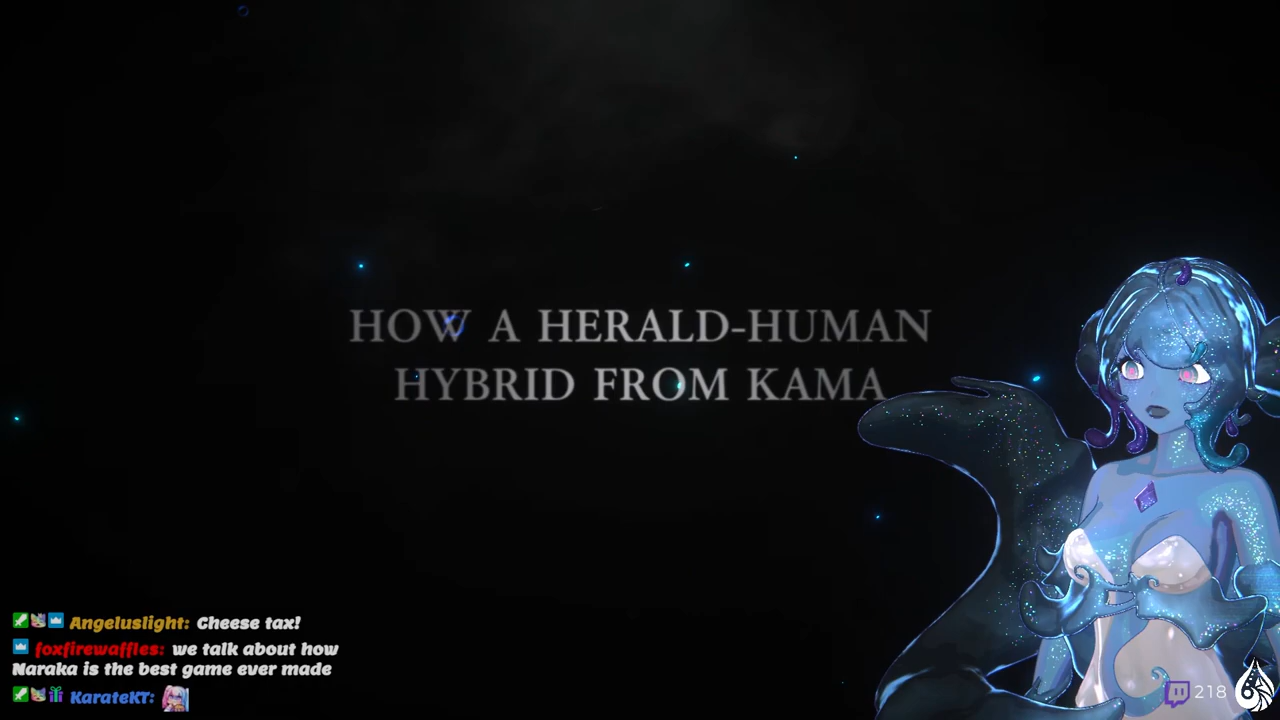 HOW A HERALD-HUMAN
HYBRID FROM KAMA
Angeluslight: Cheese tax!
foxfirewaffles: we talk about how
Naraka is the best game ever made
KarateKT:
218